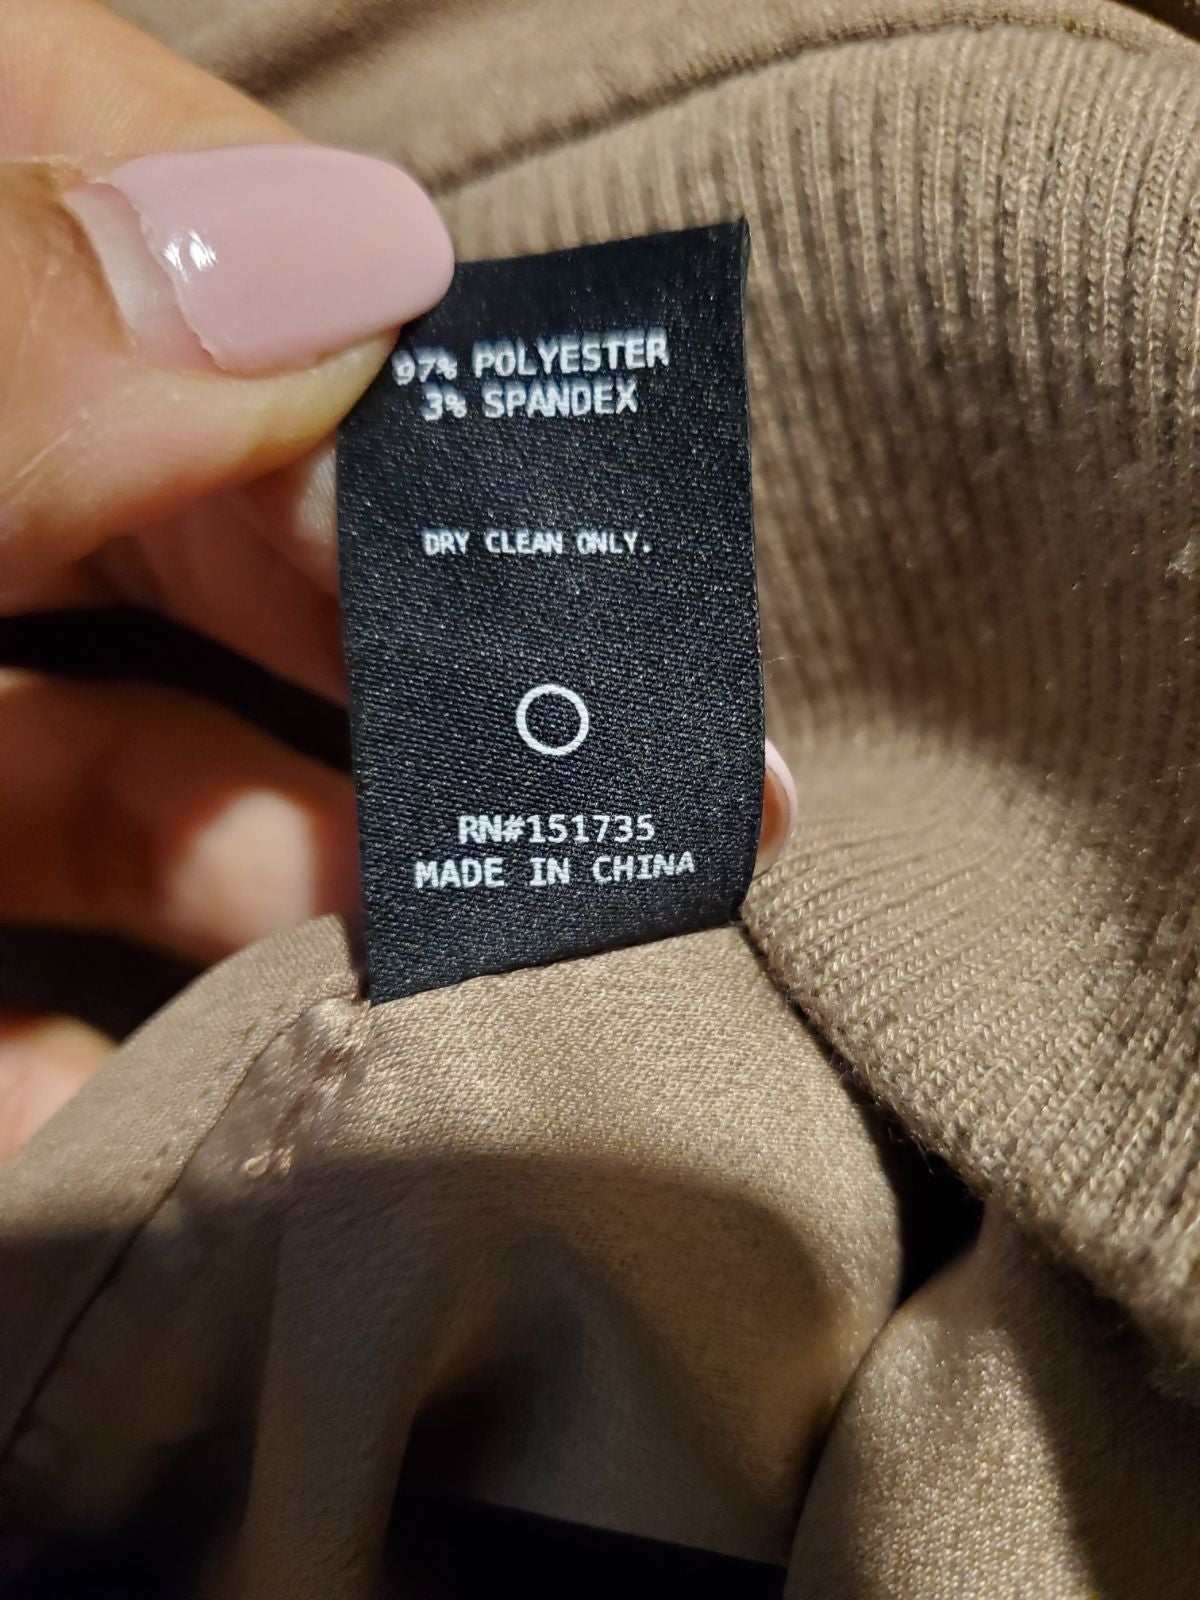 97% POLYESTER
3% SPANDEX
DRY CLEAN ONLY.
RN#151735
MADE IN CHINA